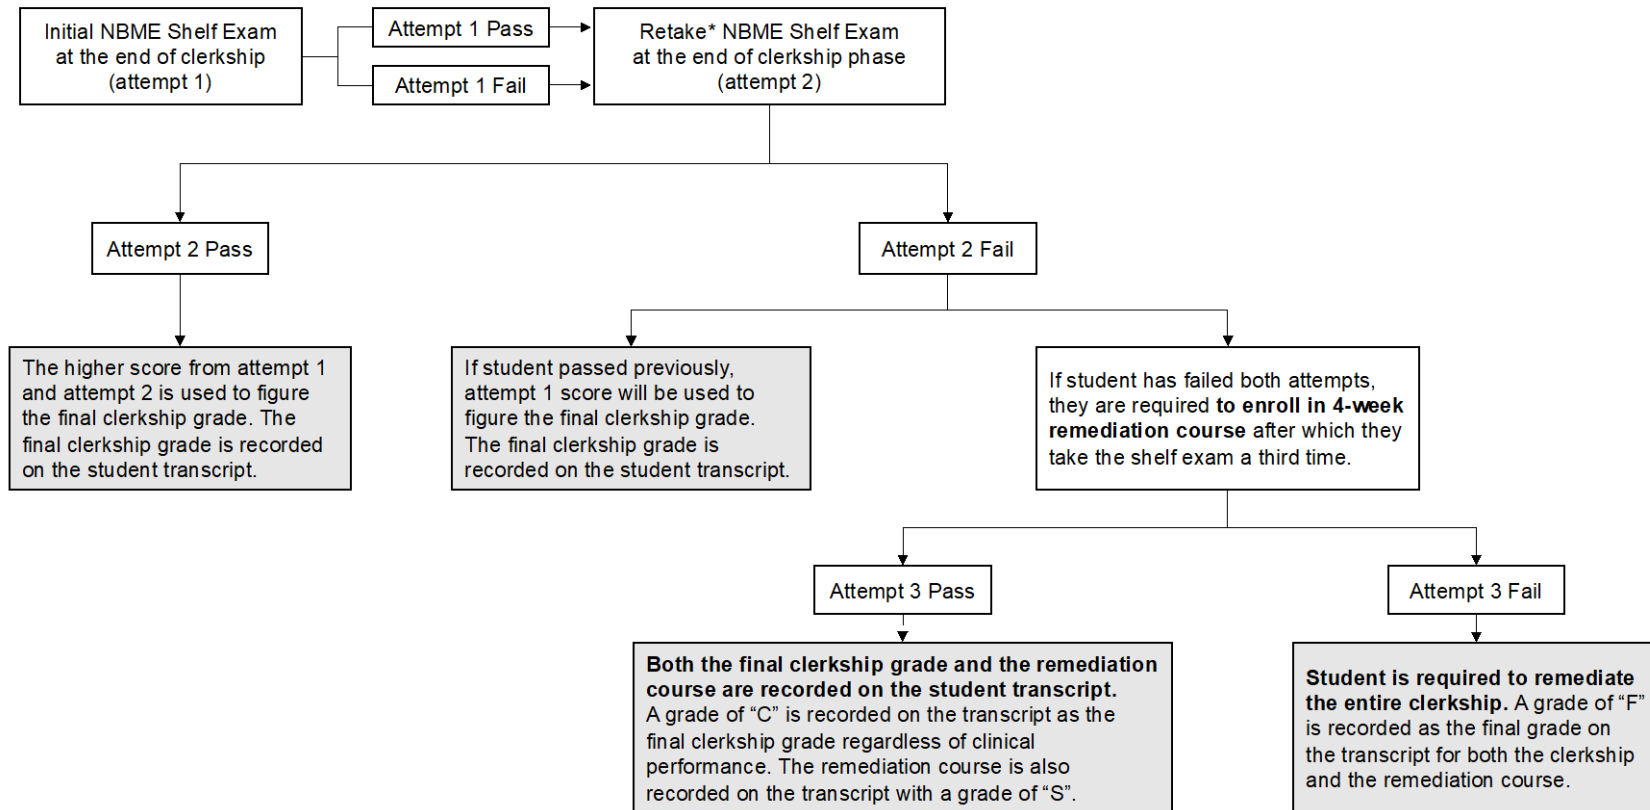 Initial NBME Shelf Exam
at the end of clerkship
(attempt 1)
Attempt 1 Pass
Attempt 1 Fail
Retake* NBME Shelf Exam
at the end of clerkship phase
(attempt 2)
Attempt 2 Pass
Attempt 2 Fail
The higher score from attempt 1
and attempt 2 is used to figure
the final clerkship grade. The
final clerkship grade is recorded
on the student transcript.
If student passed previously,
attempt 1 score will be used to
figure the final clerkship grade.
The final clerkship grade is
recorded on the student transcript.
If student has failed both attempts,
they are required to enroll in 4-week
remediation course after which they
take the shelf exam a third time.
Attempt 3 Pass
Attempt 3 Fail
Both the final clerkship grade and the remediation
course are recorded on the student transcript.
A grade of “C” is recorded on the transcript as the
final clerkship grade regardless of clinical
performance. The remediation course is also
recorded on the transcript with a grade of “S”.
Student is required to remediate
the entire clerkship. A grade of “F”
is recorded as the final grade on
the transcript for both the clerkship
and the remediation course.